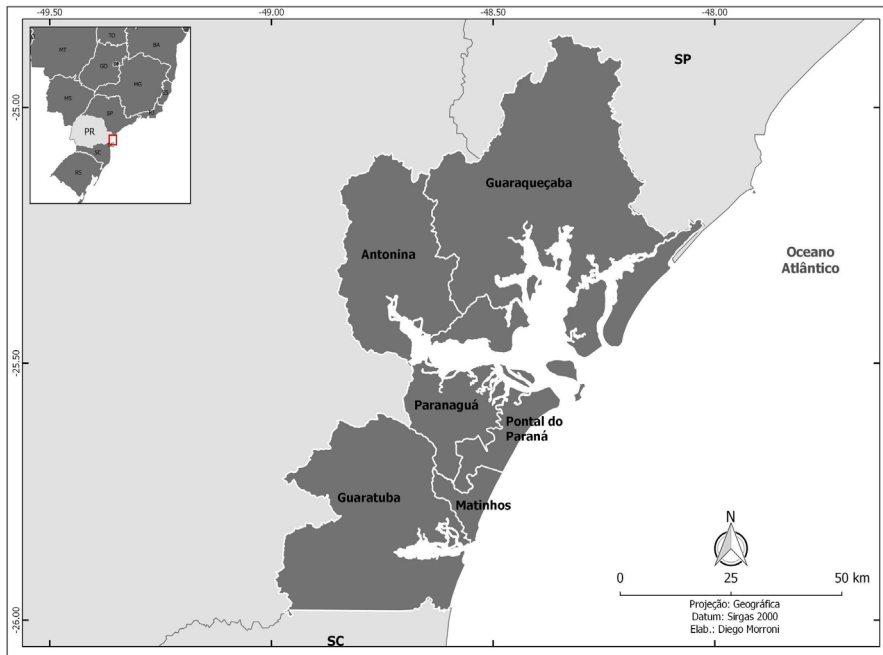 -49.50
-49.00
-48.50
-48.00
TO
BA
MT
GO
DF
MG
MS
SP
PR
SC
RS
-25.00
-25.50
-26.00
SP
Guaraqueçaba
Antonina
Oceano
Atlântico
Paranaguá
Pontal do
Paraná
Guaratuba
Matinhos
SC
N
0
25
50 km
Projeção: Geográfica
Datum: Sirgas 2000
Elab.: Diego Morroni